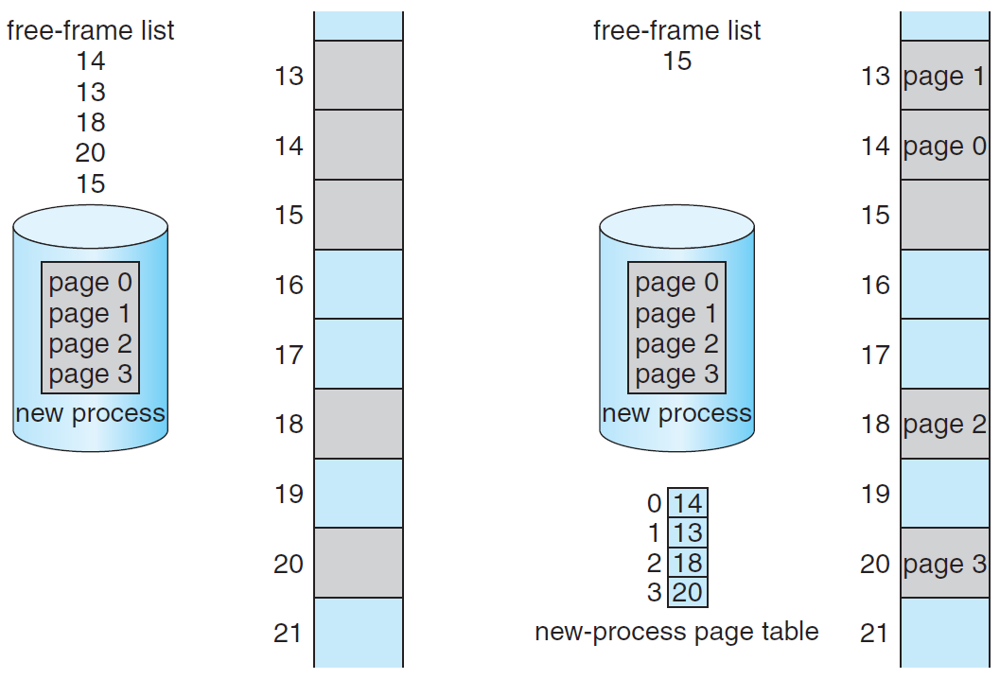 free-frame list
14
13
18
20
15
page 0
page 1
page 2
page 3
new process
13
14
15
16
17
18
19
20
21
free-frame list
15
page 0
page 1
page 2
page 3
new process
0 14
1 13
2 18
3 20
new-process page table
13 page 1
14 page 0
15
16
17
18 page 2
19
20 page 3
21